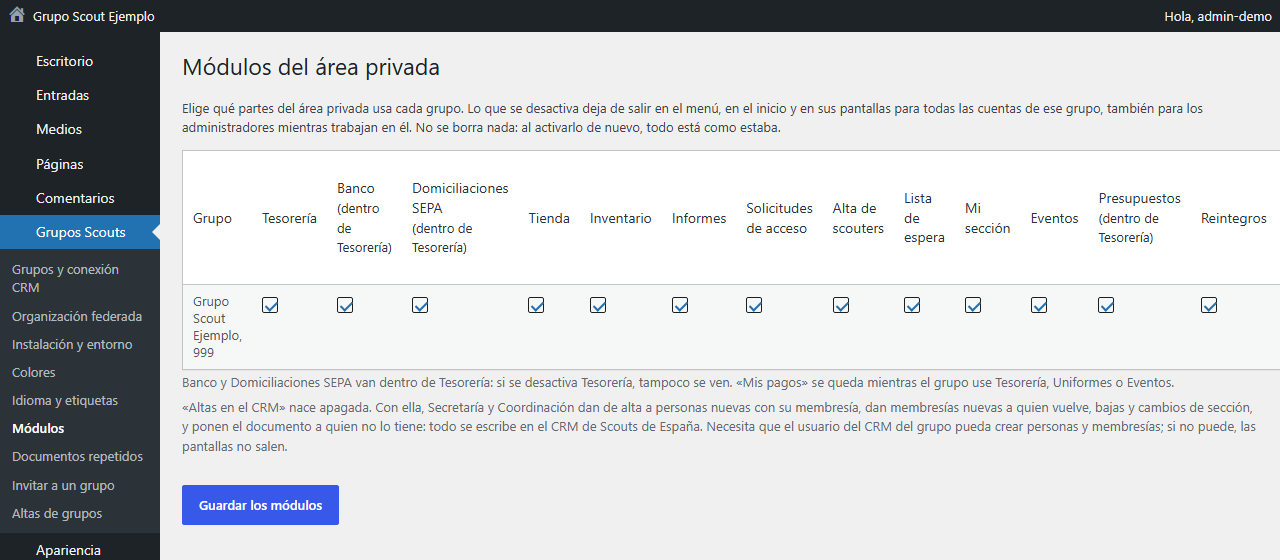 Grupo Scout Ejemplo
Hola, admin-demo
Escritorio
Entradas
Medios
Páginas
Comentarios
Grupos Scouts
Grupos y conexión
CRM
Organización federada
Instalación y entorno
Colores
Idioma y etiquetas
Módulos
Documentos repetidos
Invitar a un grupo
Altas de grupos
Apariencia
Módulos del área privada
Elige qué partes del área privada usa cada grupo. Lo que se desactiva deja de salir en el menú, en el inicio y en sus pantallas para todas las cuentas de ese grupo, también para los
administradores mientras trabajan en él. No se borra nada: al activarlo de nuevo, todo está como estaba.
Grupo
Tesorería
Banco
(dentro
de
Tesorería)
Domiciliaciones
SEPA
(dentro de
Tesorería)
Tienda
Inventario
Informes
Solicitudes
de acceso
Alta de
scouters
Lista
de
espera
Mi
sección
Eventos
Presupuestos
(dentro de
Tesorería)
Reintegros
Grupo
Scout
Ejemplo,
999
Banco y Domiciliaciones SEPA van dentro de Tesorería: si se desactiva Tesorería, tampoco se ven. «Mis pagos» se queda mientras el grupo use Tesorería, Uniformes o Eventos.
«Altas en el CRM» nace apagada. Con ella, Secretaría y Coordinación dan de alta a personas nuevas con su membresía, dan membresías nuevas a quien vuelve, bajas y cambios de sección,
y ponen el documento a quien no lo tiene: todo se escribe en el CRM de Scouts de España. Necesita que el usuario del CRM del grupo pueda crear personas y membresías; si no puede, las
pantallas no salen.
Guardar los módulos